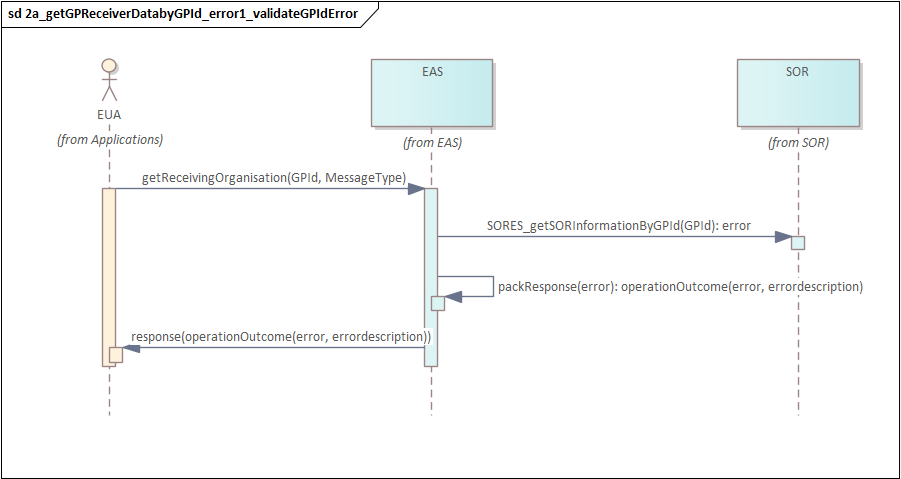 sd 2a_getGPReceiverDatabyGPId_error1_validateGPIdError
EUA
(from Applications)
EAS
(from EAS)
SOR
(from SOR)
getReceivingOrganisation(GPId, MessageType)
SORES_getSORInformationByGPId(GPId): error
packResponse(error): operationOutcome(error, errordescription)
response(operationOutcome(error, errordescription))